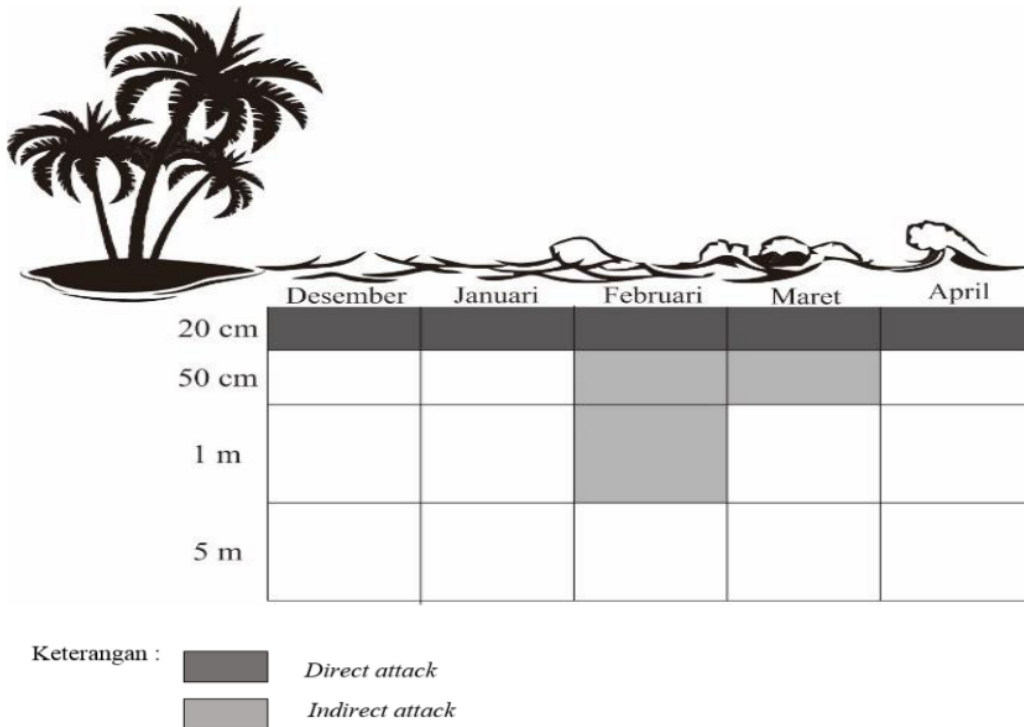 Desember Januari Februari Maret April
20 cm
50 cm
1 m
5 m
Keterangan :
Direct attack
Indirect attack